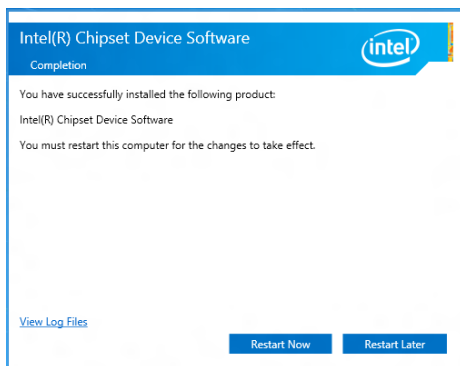 Intel(R) Chipset Device Software
Completion
intel
You have successfully installed the following product:
Intel(R) Chipset Device Software
You must restart this computer for the changes to take effect.
View Log Files
Restart Now
Restart Later